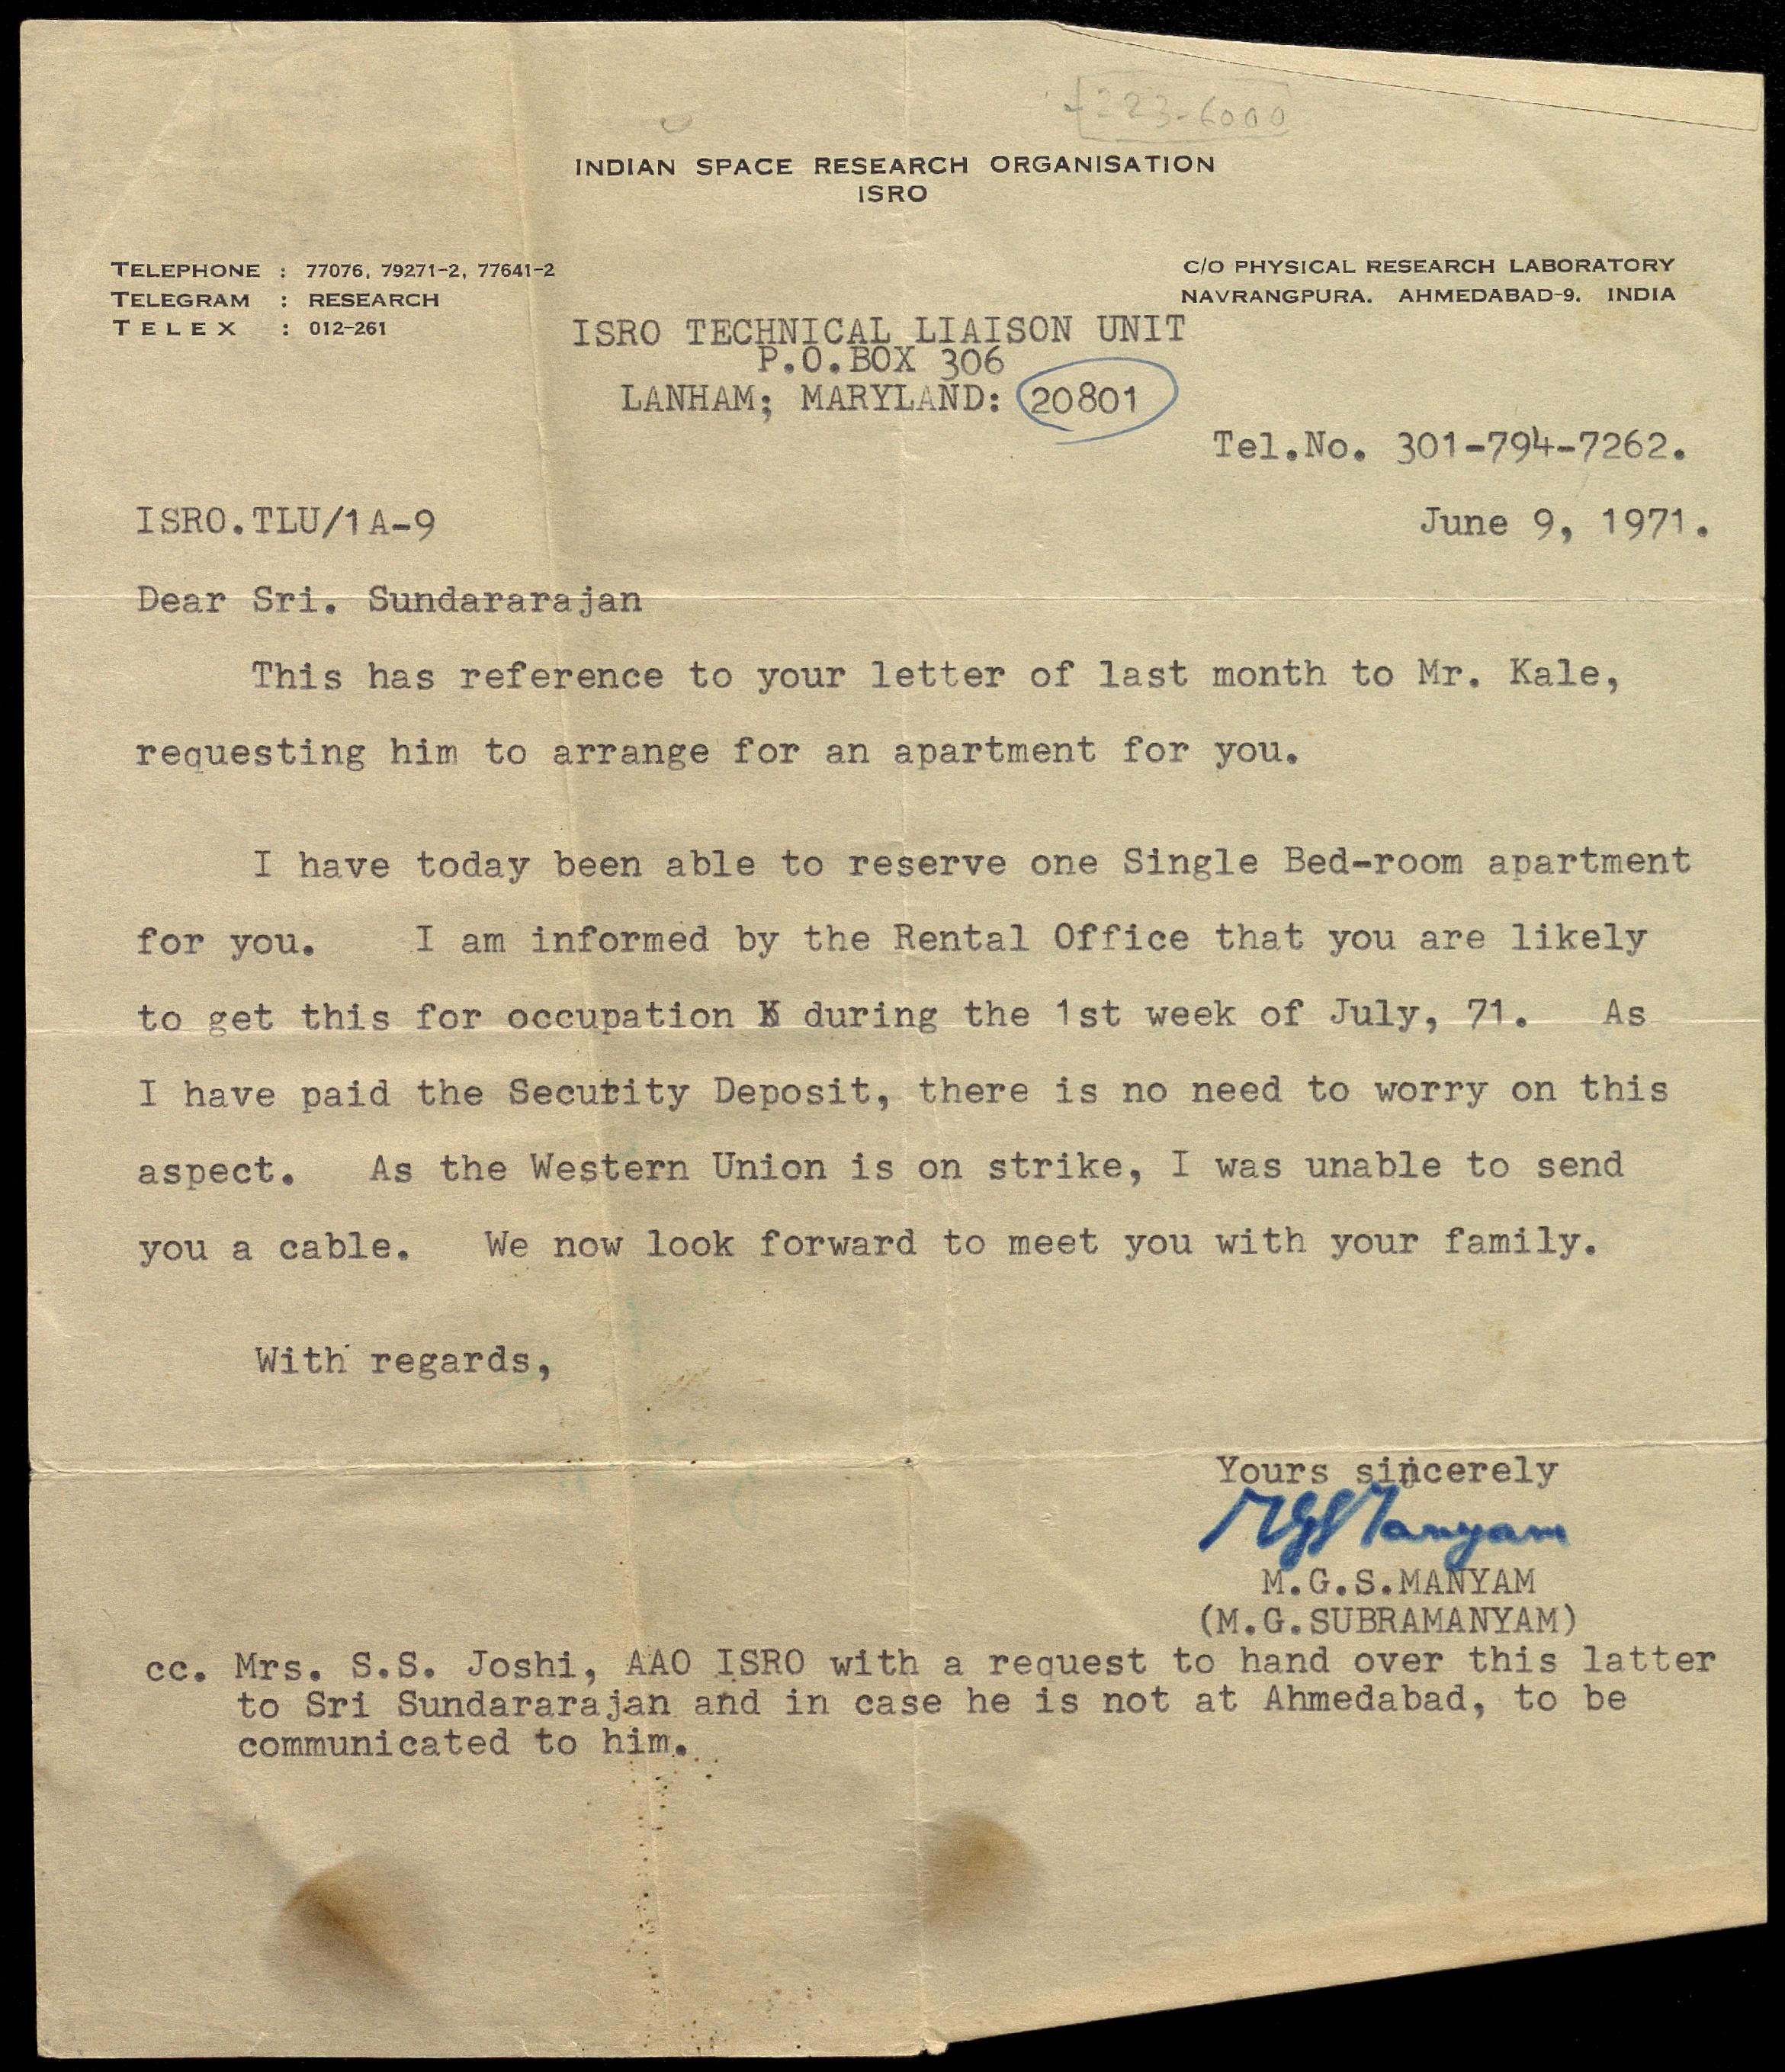 223-6000
INDIAN SPACE RESEARCH ORGANISATION
ISRO
TELEPHONE : 77076, 79271-2, 77641-2
TELEGRAM : RESEARCH
TELEX : 012-261
C/O PHYSICAL RESEARCH LABORATORY
NAVRANGPURA. AHMEDABAD-9. INDIA
ISRO TECHNICAL LIAISON UNIT
P.O.BOX 306
LANHAM; MARYLAND: 20801
Tel.No. 301-794-7262.
ISRO.TLU/1A-9
June 9, 1971.
Dear Sri. Sundararajan
This has reference to your letter of last month to Mr. Kale,
requesting him to arrange for an apartment for you.
I have today been able to reserve one Single Bed-room apartment
for you. I am informed by the Rental Office that you are likely
to get this for occupation during the 1st week of July, 71. As
I have paid the Security Deposit, there is no need to worry on this
aspect. As the Western Union is on strike, I was unable to send
you a cable. We now look forward to meet you with your family.
With regards,
Yours sincerely
MGSManyam
M.G.S.MANYAM
(M.G.SUBRAMANYAM)
cc. Mrs. S.S. Joshi, AAO ISRO with a request to hand over this latter
to Sri Sundararajan and in case he is not at Ahmedabad, to be
communicated to him.